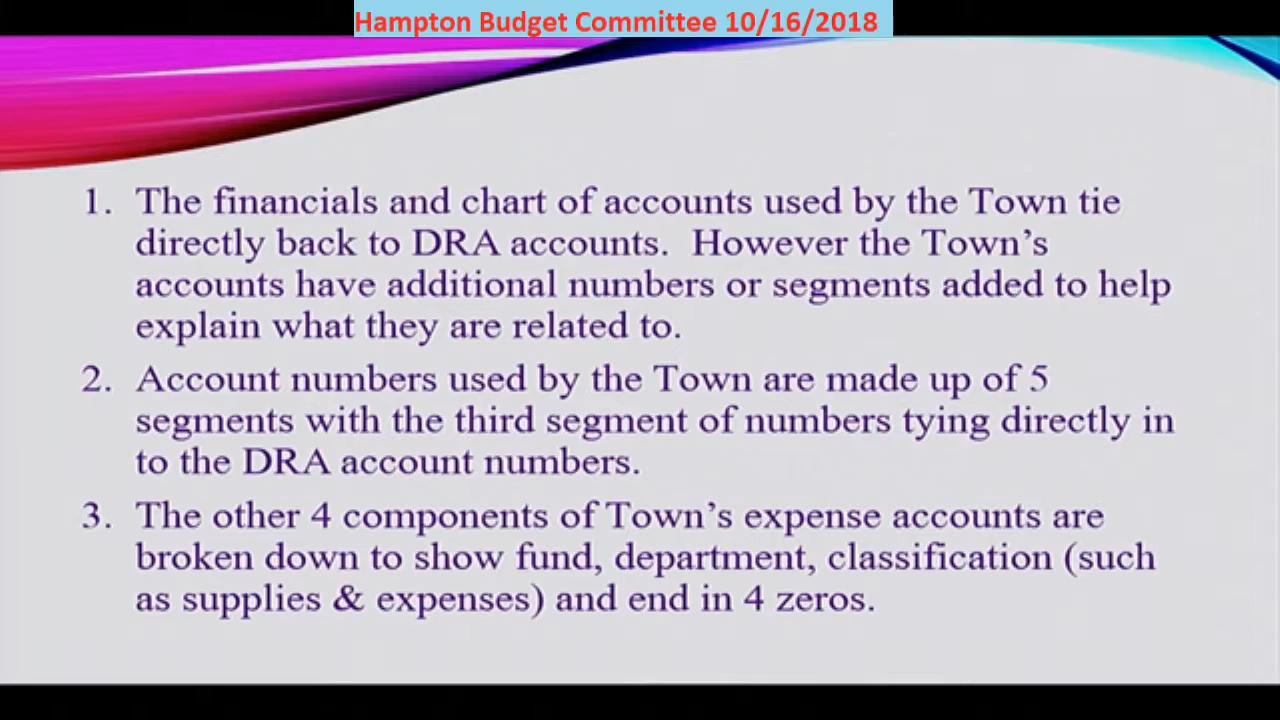 Hampton Budget Committee 10/16/2018
1. The financials and chart of accounts used by the Town tie
directly back to DRA accounts. However the Town's
accounts have additional numbers or segments added to help
explain what they are related to.
2. Account numbers used by the Town are made up of 5
segments with the third segment of numbers tying directly in
to the DRA account numbers.
3. The other 4 components of Town's expense accounts are
broken down to show fund, department, classification (such
as supplies & expenses) and end in 4 zeros.